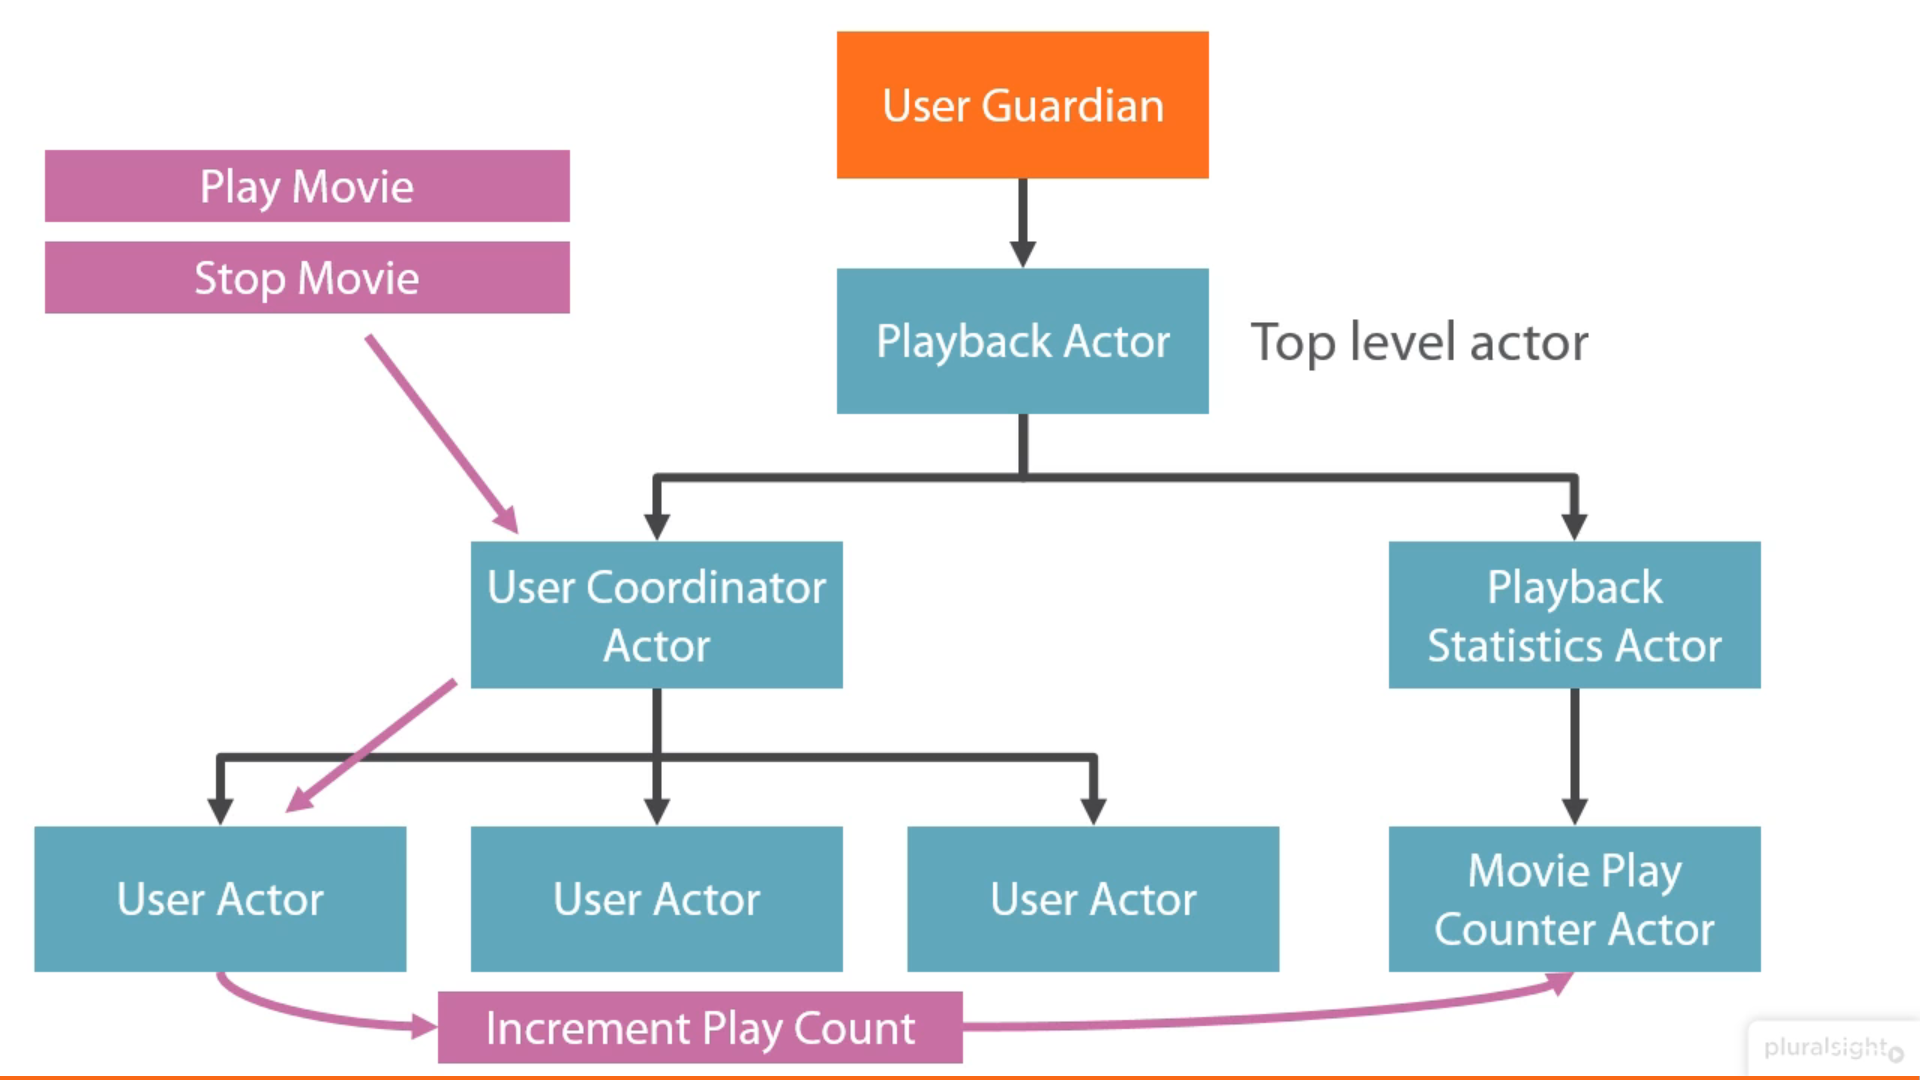 User Guardian
Play Movie
Stop Movie
Playback Actor
Top level actor
User Coordinator
Actor
Playback
Statistics Actor
User Actor
User Actor
User Actor
Movie Play
Counter Actor
Increment Play Count
pluralsight